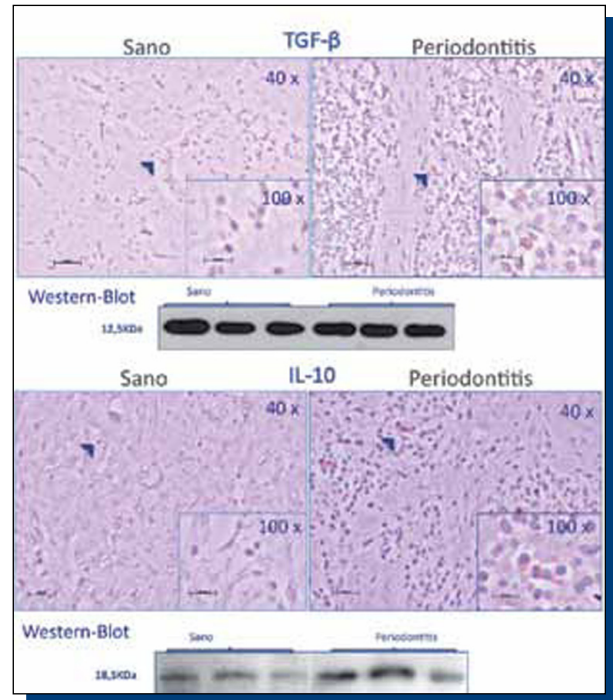 TGF-β
Sano Periodontitis
40 x 40 x
100 x 100 x
Western-Blot Sano Periodontitis
12,5KDa
IL-10
Sano Periodontitis
40 x 40 x
100 x 100 x
Western-Blot Sano Periodontitis
18,5KDa